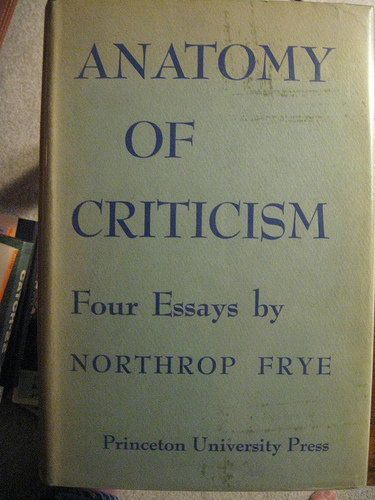 ANATOMY
OF
CRITICISM
Four Essays by
NORTHROP FRYE
Princeton University Press